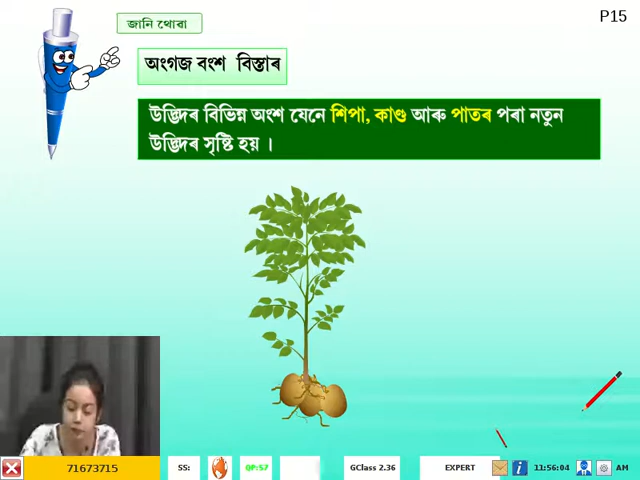 জানি থোৱা
P15
অংগজ বংশ বিস্তাৰ
উদ্ভিদৰ বিভিন্ন অংশ যেনে শিপা, কাণ্ড আৰু পাতৰ পৰা নতুন
উদ্ভিদৰ সৃষ্টি হয় ।
71673715 SS: QP:57 GClass 2.36 EXPERT 11:56:04 AM